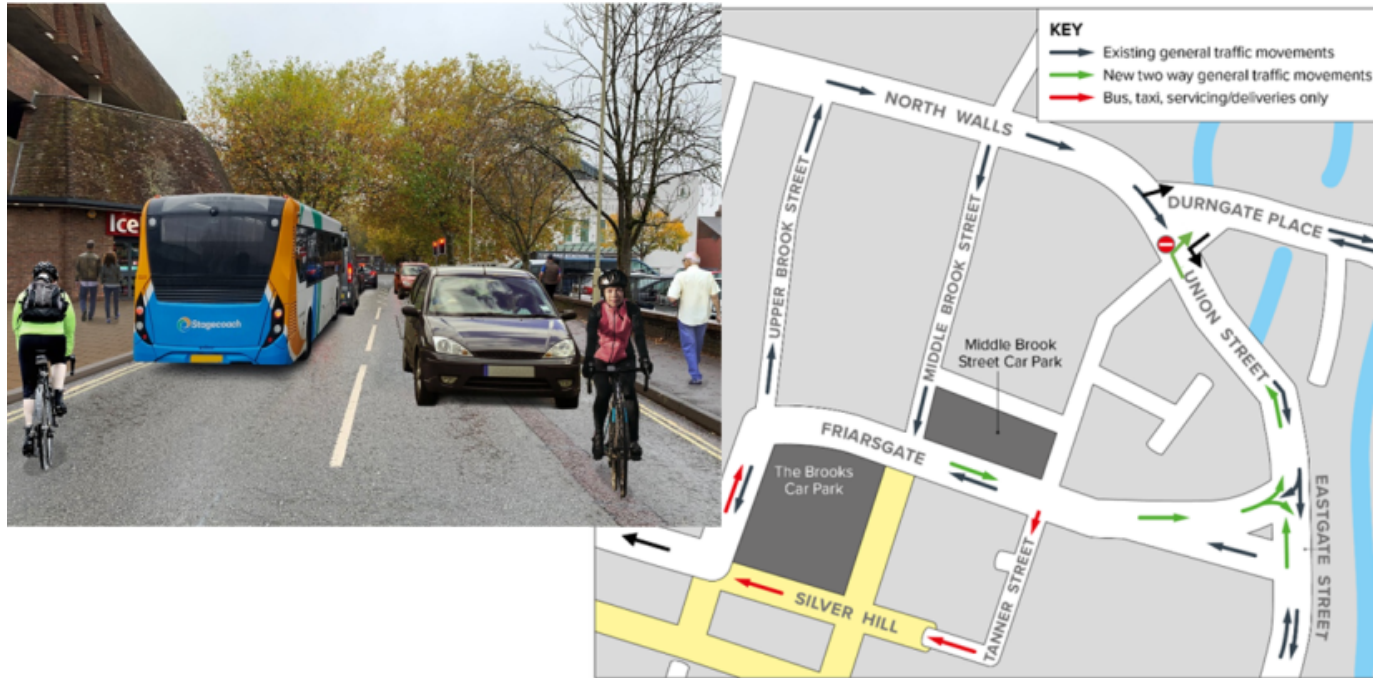 Ice
Stagecoach
KEY
Existing general traffic movements
New two way general traffic movements
Bus, taxi, servicing/deliveries only
NORTH WALLS
DURNGATE PLACE
UPPER BROOK STREET
MIDDLE BROOK STREET
UNION STREET
Middle Brook
Street Car Park
FRIARSGATE
The Brooks
Car Park
EASTGATE STREET
SILVER HILL
TANNER STREET